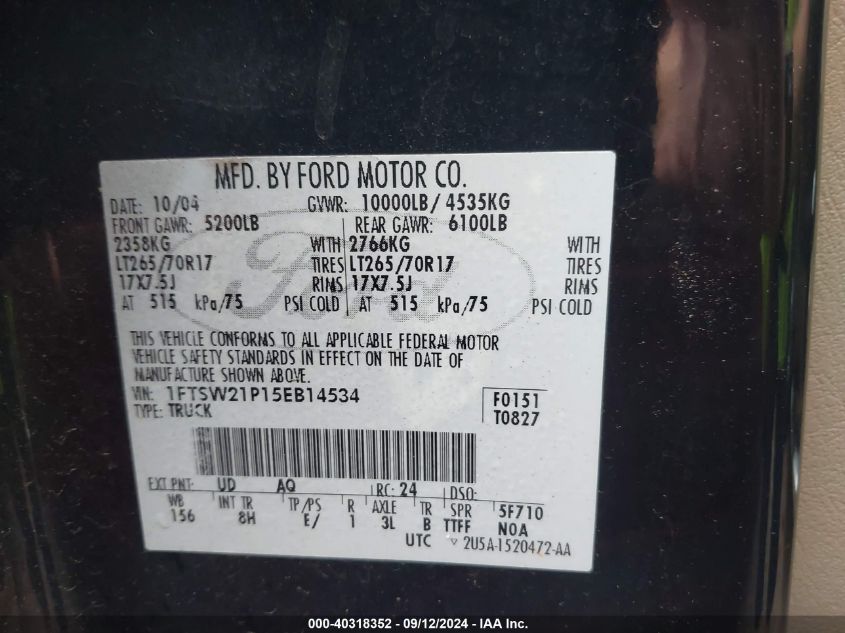 MFD. BY FORD MOTOR CO.
DATE: 10/04 GVWR: 10000LB/ 4535KG
FRONT GAWR: 5200LB REAR GAWR: 6100LB
2358KG WITH 2766KG WITH
LT265/70R17 TIRES LT265/70R17 TIRES
17X7.5J RIMS 17X7.5J RIMS
AT 515 kPa/75 PSI COLD AT 515 kPa/75 PSI COLD
Ford
THIS VEHICLE CONFORMS TO ALL APPLICABLE FEDERAL MOTOR
VEHICLE SAFETY STANDARDS IN EFFECT ON THE DATE OF
MANUFACTURE SHOWN ABOVE.
VIN: 1FTSW21P15EB14534 F0151
TYPE: TRUCK T0827
EXT PNT: UD AQ RC: 24 DSO:
WB INT TR TP/PS R AXLE TR SPR 5F710
156 8H E/ 1 3L B TTFF NOA
UTC ▽ 2U5A-1520472-AA
000-40318352 - 09/12/2024 - IAA Inc.